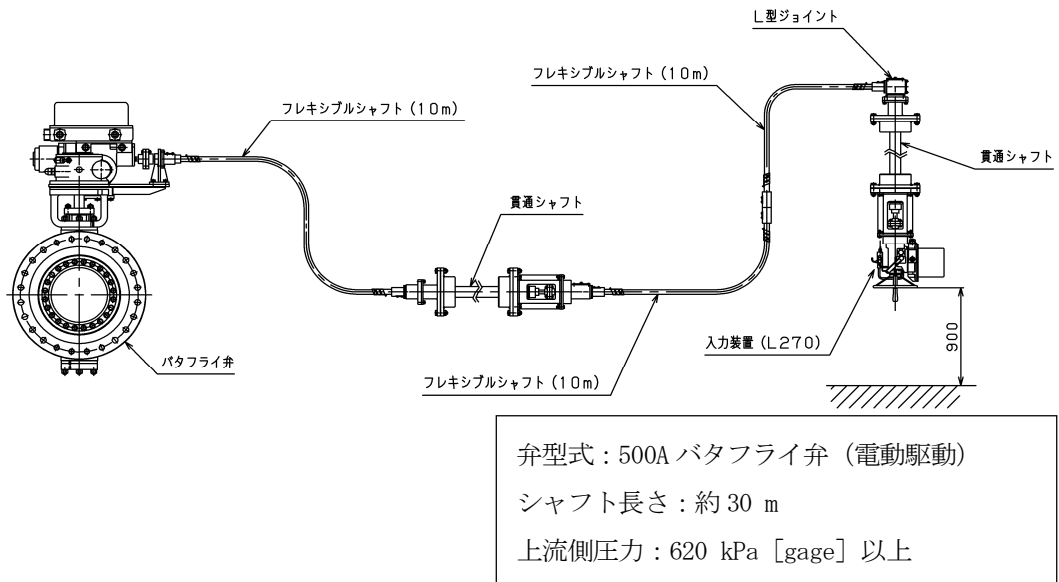 L型ジョイント
フレキシブルシャフト(10m)
フレキシブルシャフト(10m)
貫通シャフト
貫通シャフト
入力装置(L270)
900
バタフライ弁
フレキシブルシャフト(10m)
弁型式：500A バタフライ弁（電動駆動）
シャフト長さ：約 30 m
上流側圧力：620 kPa［gage］以上